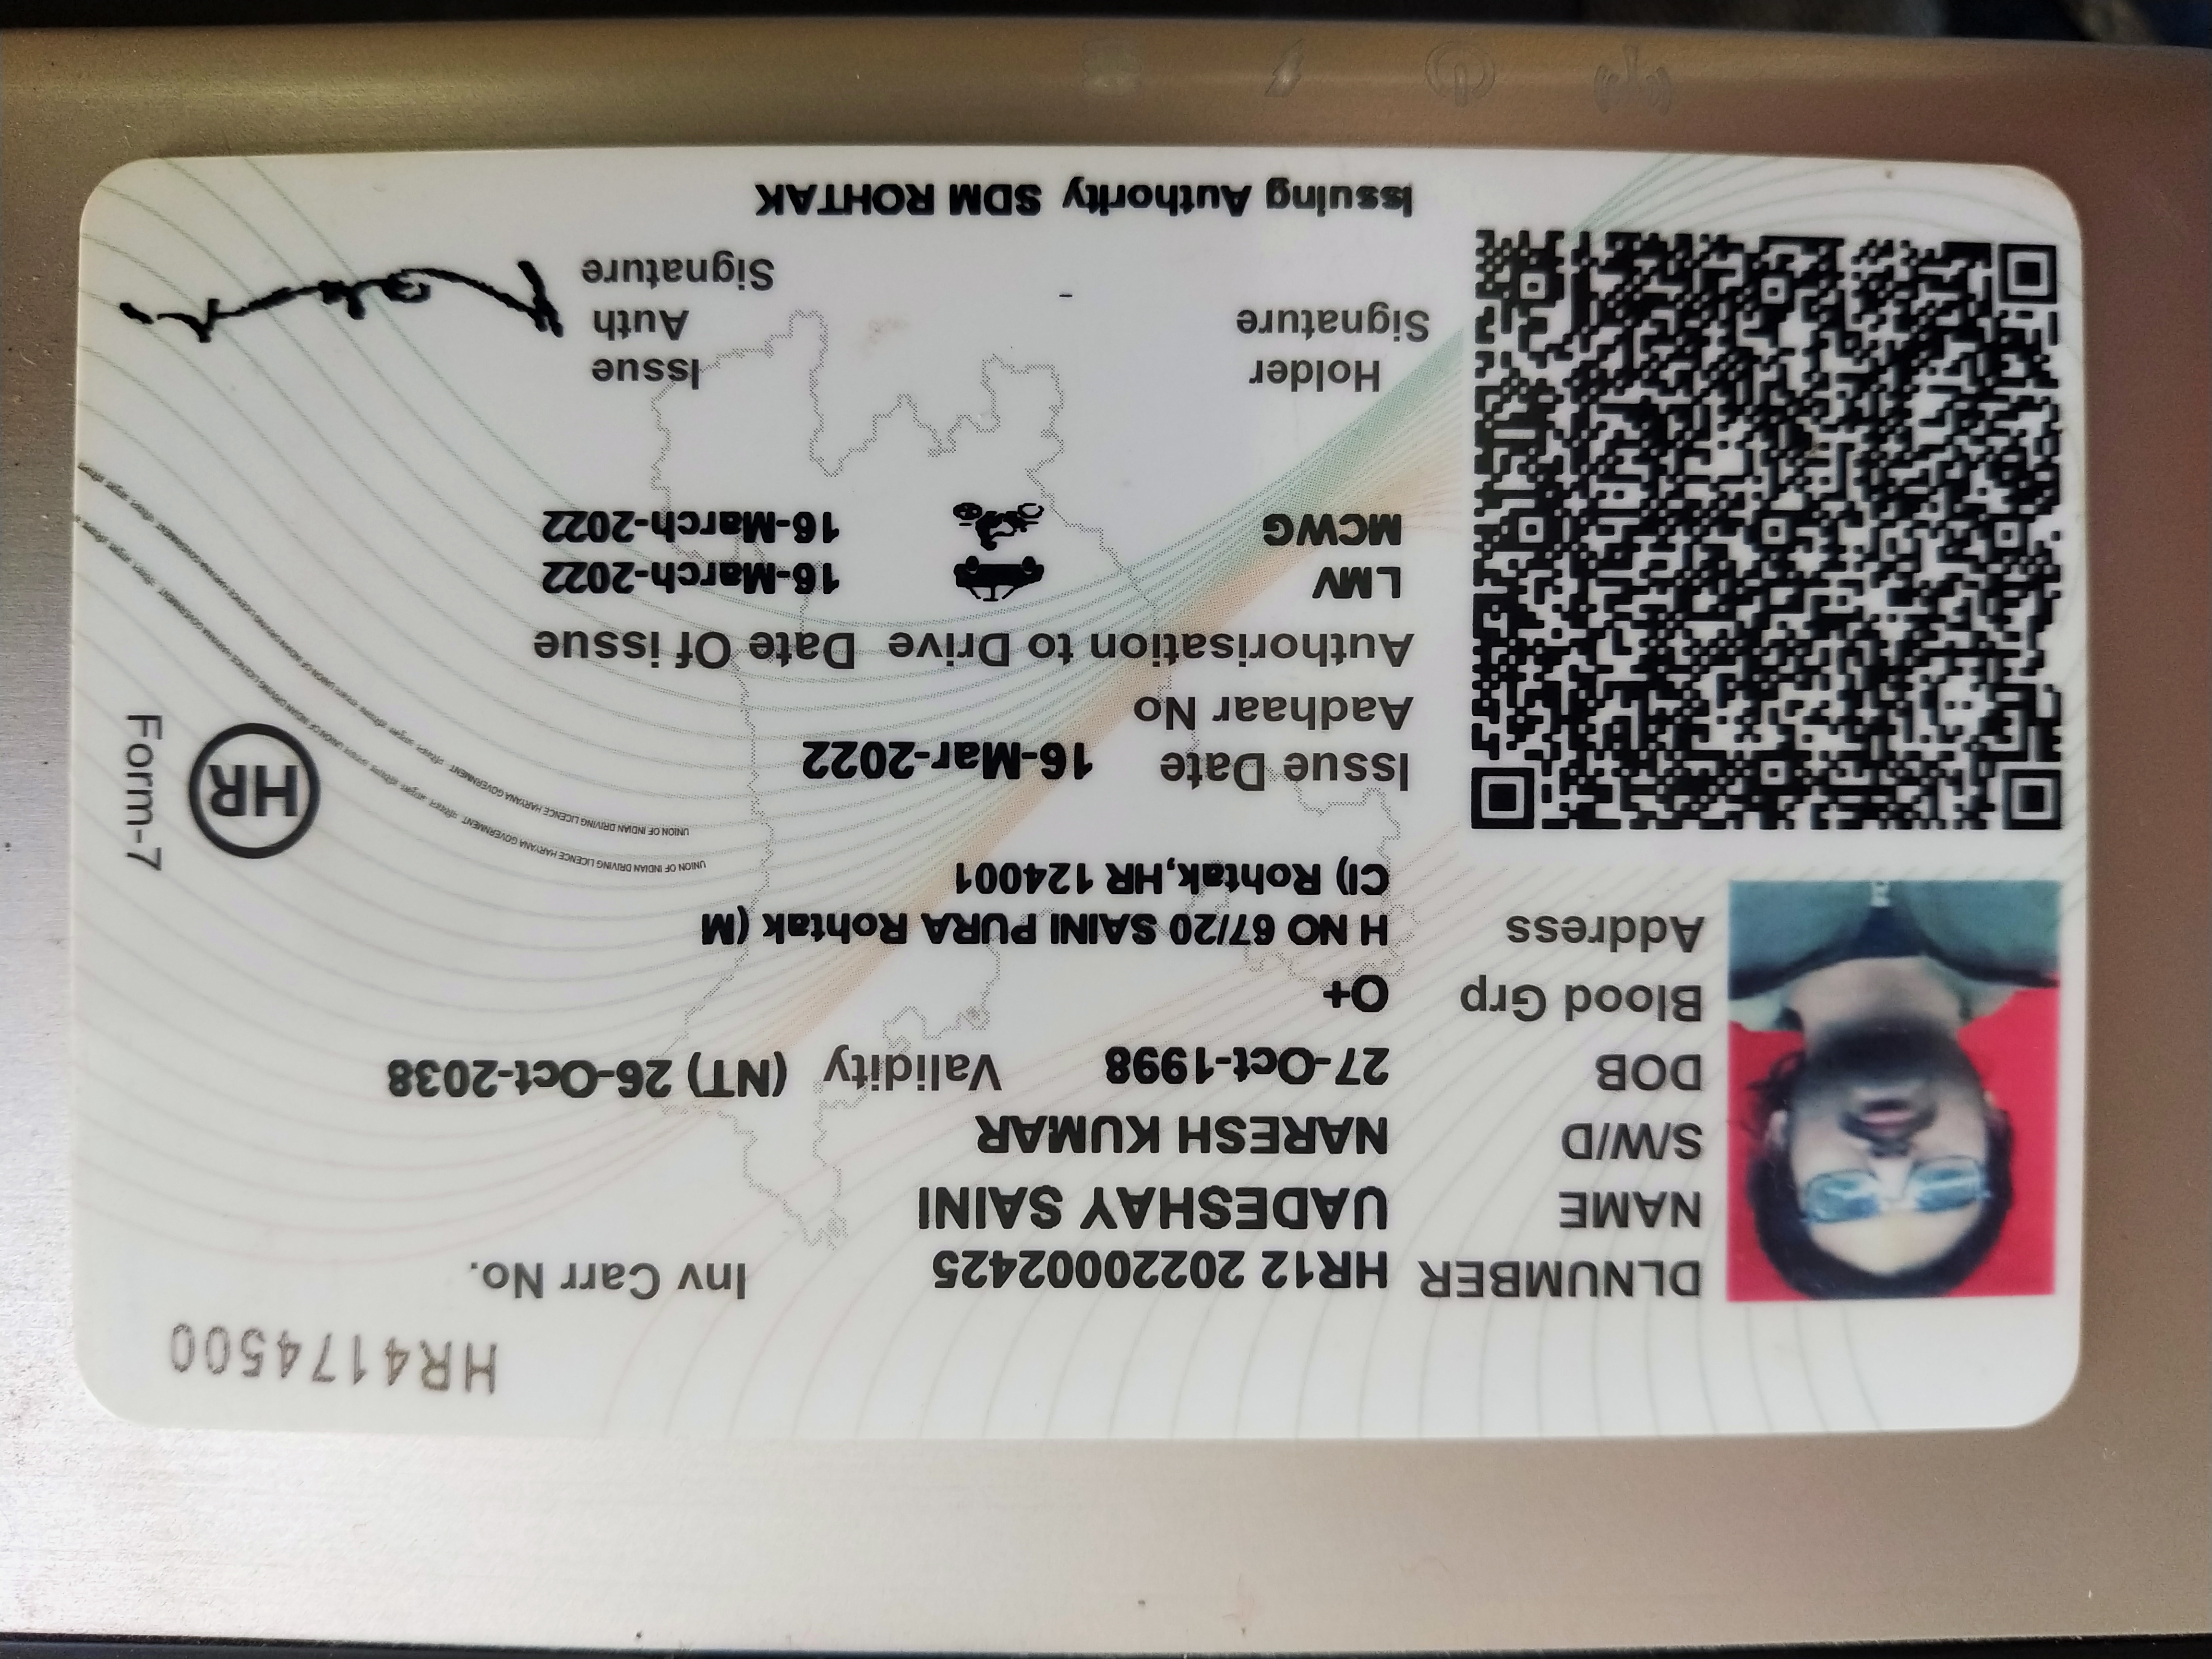 HR4174500
DLNUMBER HR12 20220002425 Inv Carr No.
NAME UADESHAY SAINI
S/W/D NARESH KUMAR
DOB 27-Oct-1998 Validity (NT) 26-Oct-2038
Blood Grp O+
Address H NO 67/20 SAINI PURA Rohtak (M
CI) Rohtak,HR 124001
UNION OF INDIAN DRIVING LICENCE HARYANA GOVERNMENT
UNION OF INDIAN DRIVING LICENCE HARYANA GOVERNMENT
HR
Form-7
Issue Date 16-Mar-2022
Aadhaar No
Authorisation to Drive Date Of issue
LMV 16-March-2022
MCWG 16-March-2022
Holder
Signature
-
Issue
Auth
Signature
Issuing Authority SDM ROHTAK